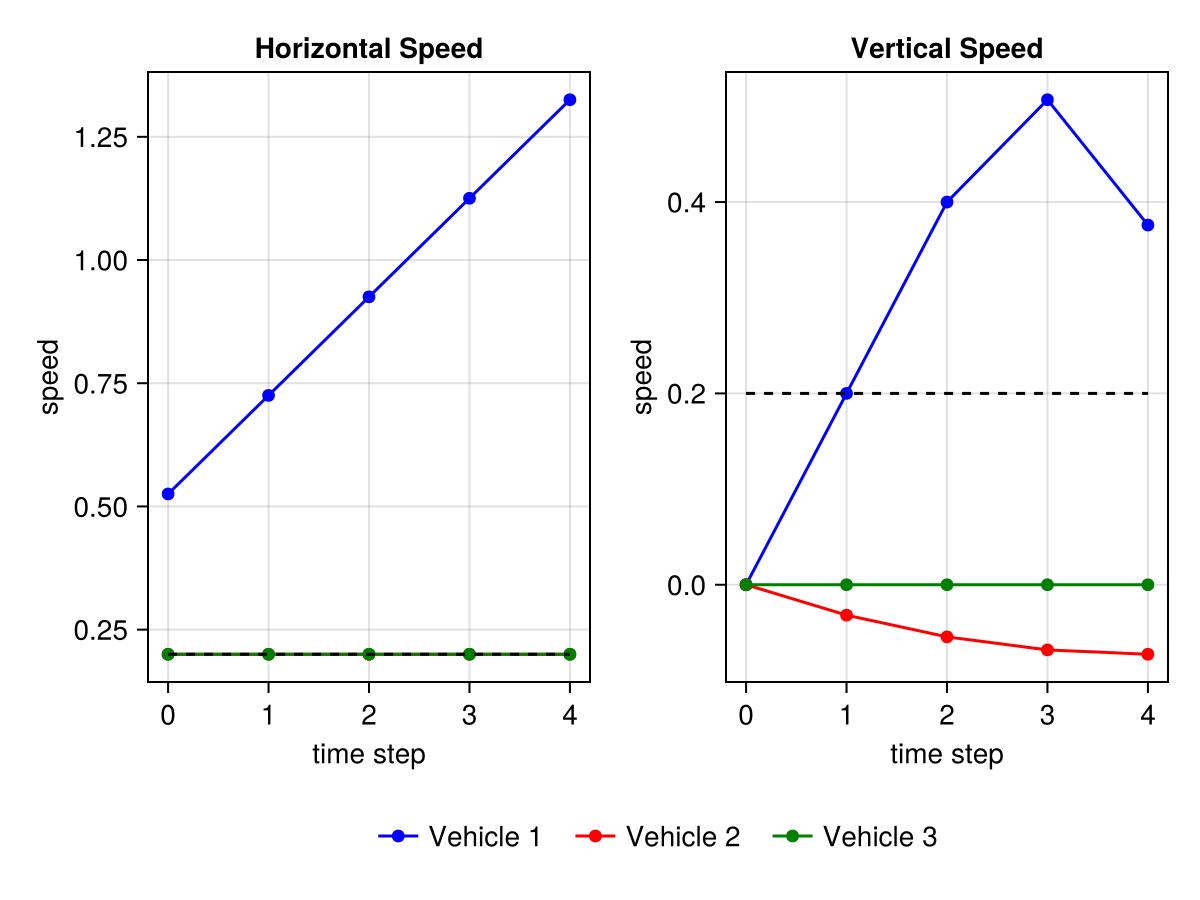 Horizontal Speed
speed
1.25
1.00
0.75
0.50
0.25
0 1 2 3 4
time step
Vertical Speed
speed
0.4
0.2
0.0
0 1 2 3 4
time step
Vehicle 1 Vehicle 2 Vehicle 3